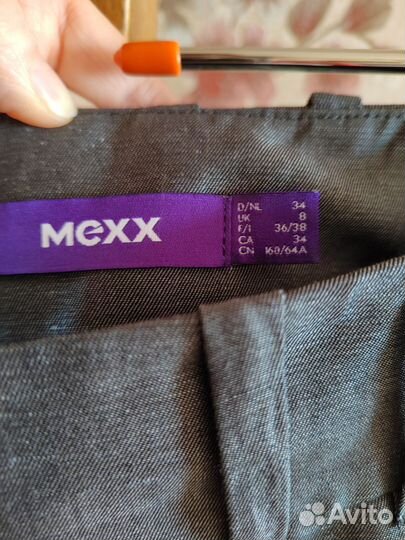 MEXX
D/NL 34
UK 8
F/I 36/38
CA 34
CN 160/64A
Avito